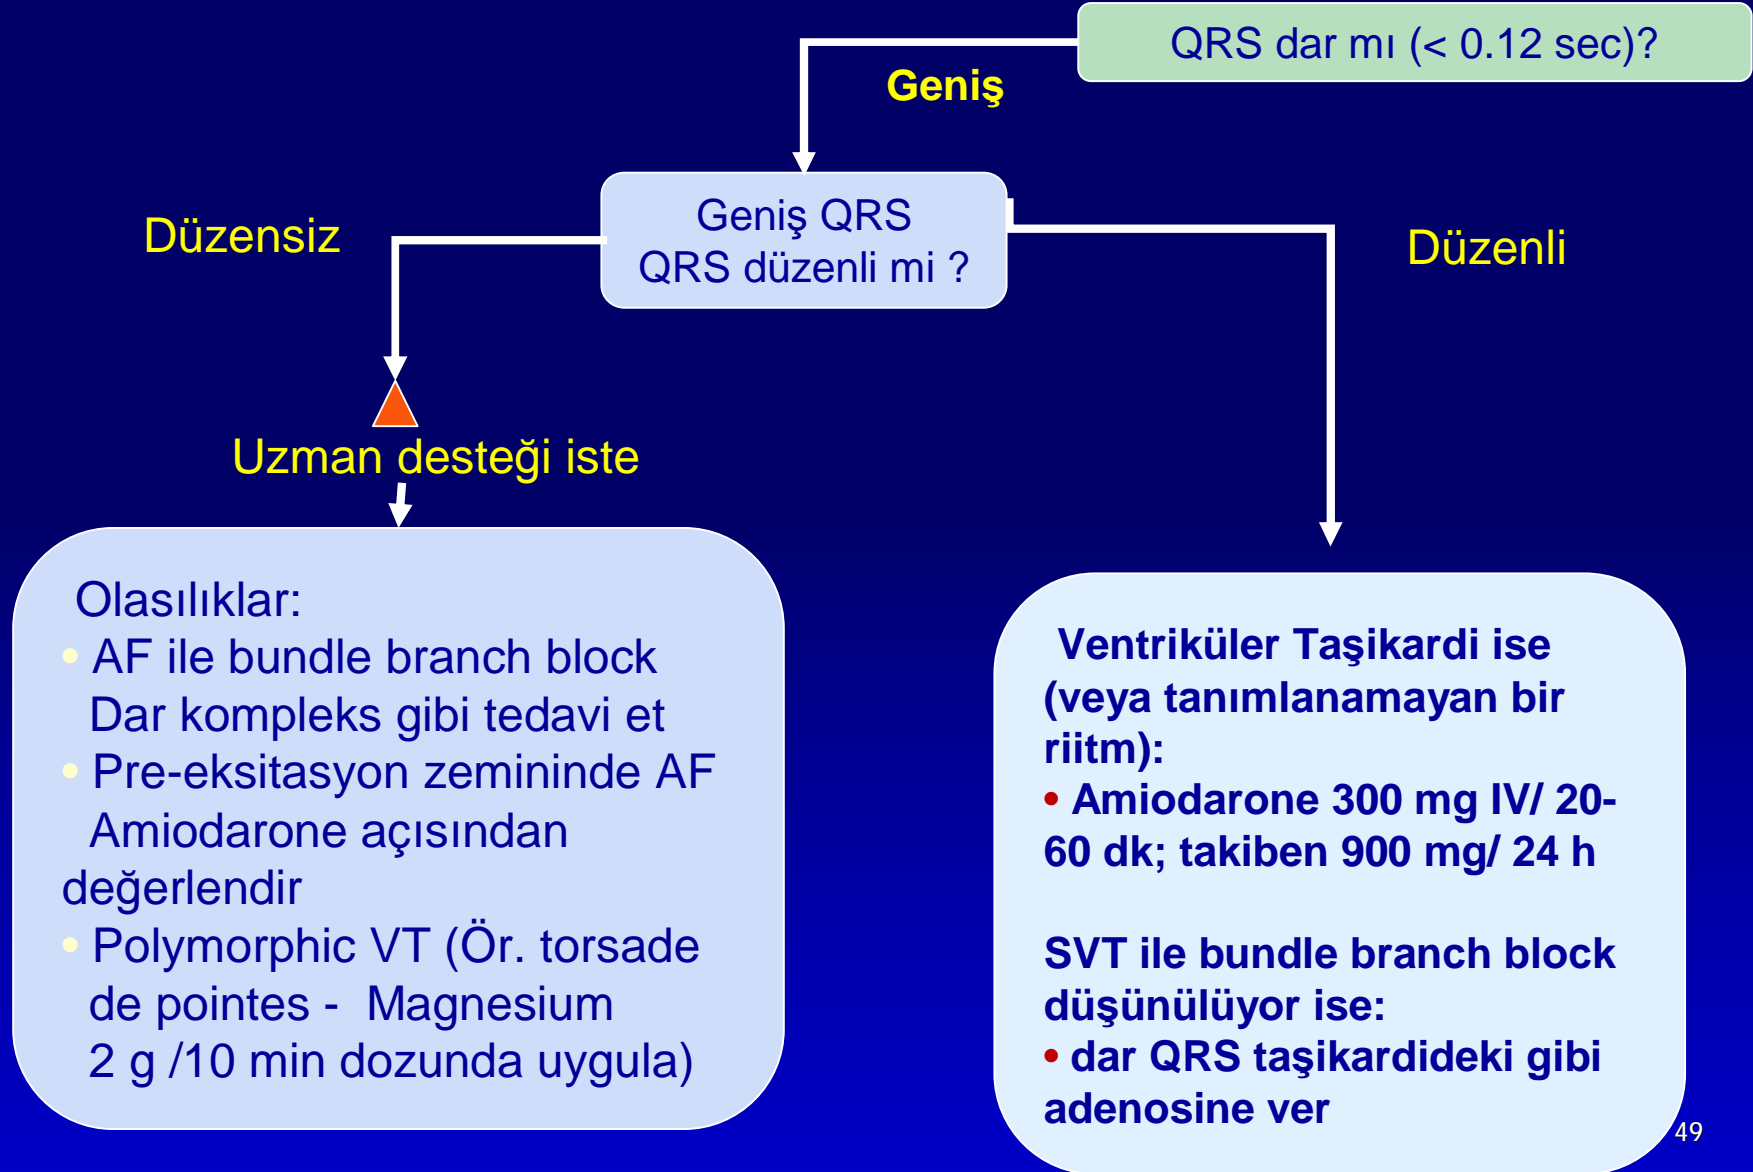 QRS dar mı (< 0.12 sec)?
Geniş
Geniş QRS
QRS düzenli mi ?
Düzensiz
Düzenli
Uzman desteği iste
Olasılıklar:
• AF ile bundle branch block
Dar kompleks gibi tedavi et
• Pre-eksitasyon zemininde AF
Amiodarone açısından
değerlendir
• Polymorphic VT (Ör. torsade
de pointes - Magnesium
2 g /10 min dozunda uygula)
Ventriküler Taşikardi ise
(veya tanımlanamayan bir
riitm):
• Amiodarone 300 mg IV/ 20-
60 dk; takiben 900 mg/ 24 h
SVT ile bundle branch block
düşünülüyor ise:
• dar QRS taşikardideki gibi
adenosine ver
49